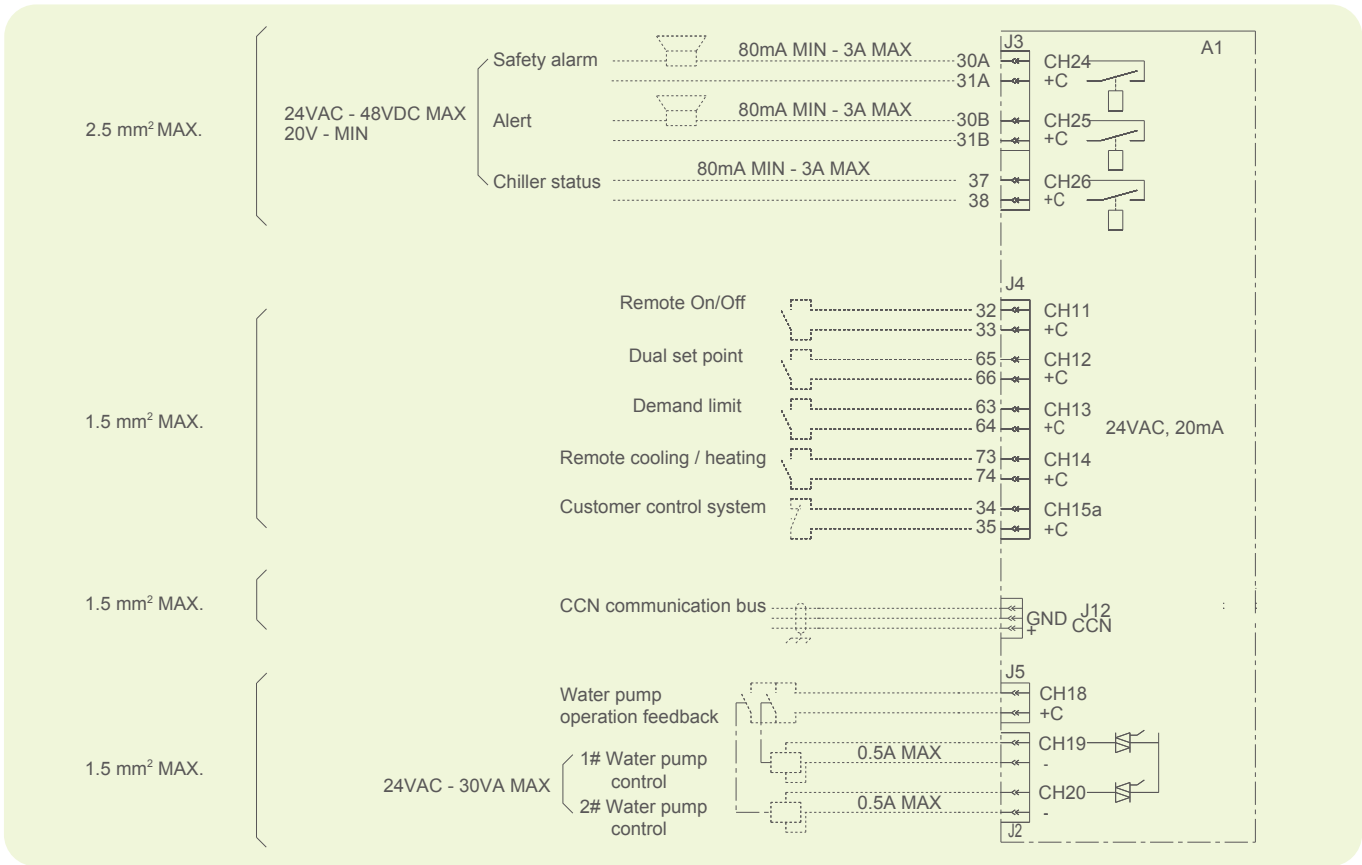 J3
A1
Safety alarm
80mA MIN - 3A MAX
30A
CH24
31A
+C
24VAC - 48VDC MAX
20V - MIN
2.5 mm² MAX.
Alert
80mA MIN - 3A MAX
30B
CH25
31B
+C
Chiller status
80mA MIN - 3A MAX
37
CH26
38
+C
J4
Remote On/Off
32
CH11
33
+C
Dual set point
65
CH12
66
+C
Demand limit
63
CH13
64
+C
1.5 mm² MAX.
24VAC, 20mA
Remote cooling / heating
73
CH14
74
+C
Customer control system
34
CH15a
35
+C
1.5 mm² MAX.
CCN communication bus
GND
+
J12
CCN
J5
Water pump
operation feedback
CH18
+C
1.5 mm² MAX.
24VAC - 30VA MAX
1# Water pump
control
0.5A MAX
CH19
-
2# Water pump
control
0.5A MAX
CH20
-
J2